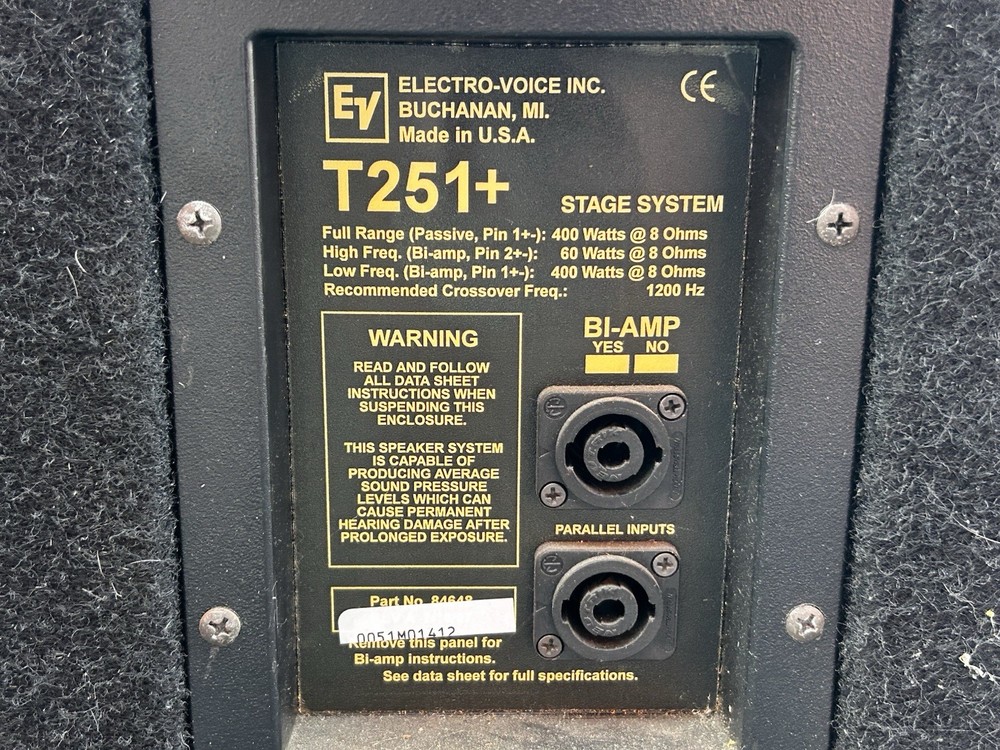 EV
ELECTRO-VOICE INC.
BUCHANAN, MI.
Made in U.S.A.
CE
T251+
STAGE SYSTEM
Full Range (Passive, Pin 1+-): 400 Watts @ 8 Ohms
High Freq. (Bi-amp, Pin 2+-): 60 Watts @ 8 Ohms
Low Freq. (Bi-amp, Pin 1+-): 400 Watts @ 8 Ohms
Recommended Crossover Freq.: 1200 Hz
WARNING
READ AND FOLLOW
ALL DATA SHEET
INSTRUCTIONS WHEN
SUSPENDING THIS
ENCLOSURE.
THIS SPEAKER SYSTEM
IS CAPABLE OF
PRODUCING AVERAGE
SOUND PRESSURE
LEVELS WHICH CAN
CAUSE PERMANENT
HEARING DAMAGE AFTER
PROLONGED EXPOSURE.
BI-AMP
YES NO
PARALLEL INPUTS
Part No. 84648
0051M01412
Remove this panel for
Bi-amp instructions.
See data sheet for full specifications.